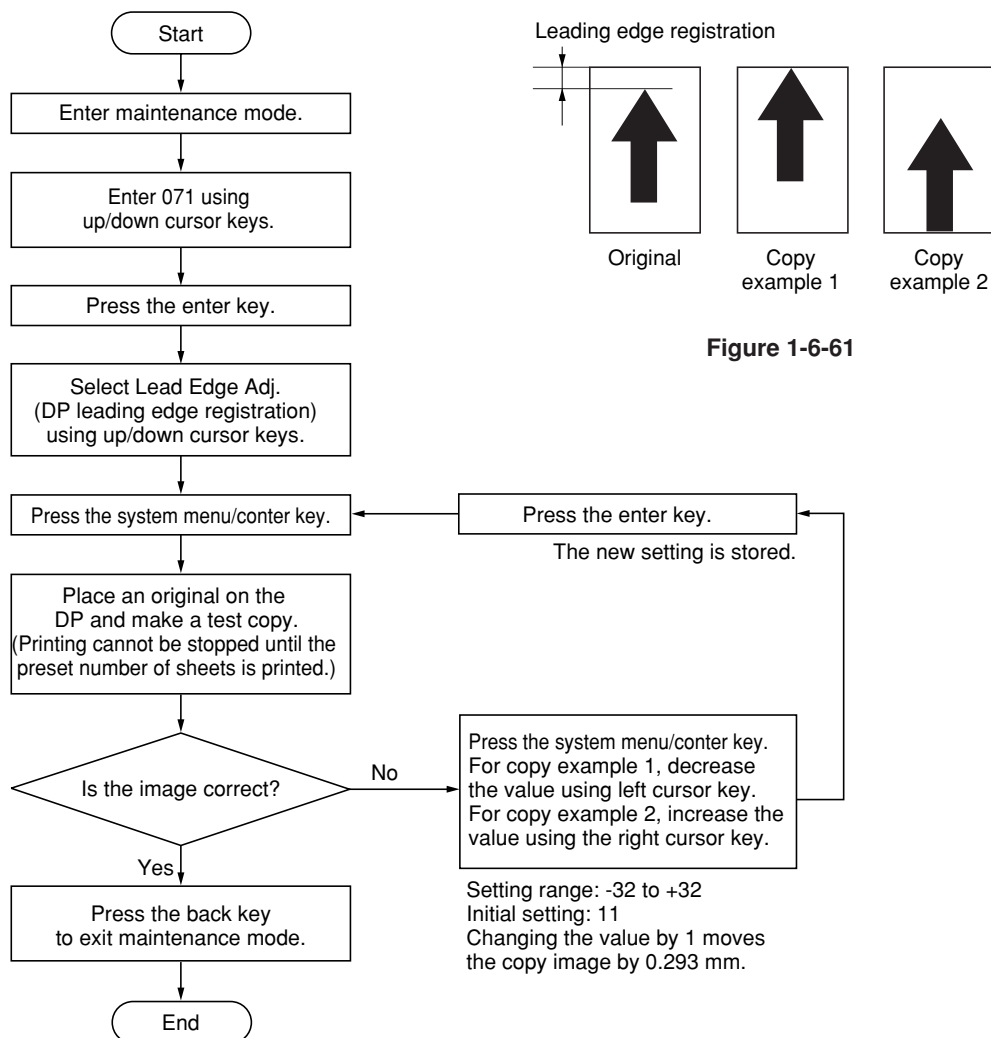 Start
Enter maintenance mode.
Enter 071 using
up/down cursor keys.
Press the enter key.
Select Lead Edge Adj.
(DP leading edge registration)
using up/down cursor keys.
Press the system menu/conter key.
Place an original on the
DP and make a test copy.
(Printing cannot be stopped until the
preset number of sheets is printed.)
Is the image correct?
No
Yes
Press the back key
to exit maintenance mode.
End
Leading edge registration
Original
Copy
example 1
Copy
example 2
Figure 1-6-61
Press the enter key.
The new setting is stored.
Press the system menu/conter key.
For copy example 1, decrease
the value using left cursor key.
For copy example 2, increase the
value using the right cursor key.
Setting range: -32 to +32
Initial setting: 11
Changing the value by 1 moves
the copy image by 0.293 mm.